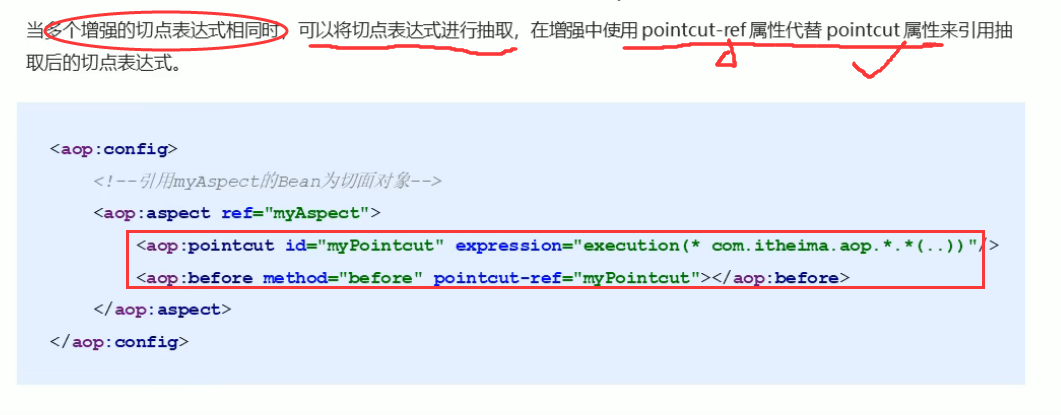 当多个增强的切点表达式相同时，可以将切点表达式进行抽取，在增强中使用 pointcut-ref 属性代替 pointcut 属性来引用抽
取后的切点表达式。
<aop:config>
<!--引用myAspect的Bean为切面对象-->
<aop:aspect ref="myAspect">
<aop:pointcut id="myPointcut" expression="execution(* com.itheima.aop.*.*(..))"/>
<aop:before method="before" pointcut-ref="myPointcut"></aop:before>
</aop:aspect>
</aop:config>